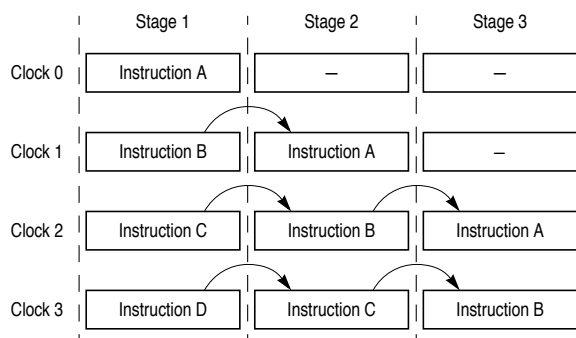 Stage 1 Stage 2 Stage 3
Clock 0 Instruction A – –
Clock 1 Instruction B Instruction A –
Clock 2 Instruction C Instruction B Instruction A
Clock 3 Instruction D Instruction C Instruction B